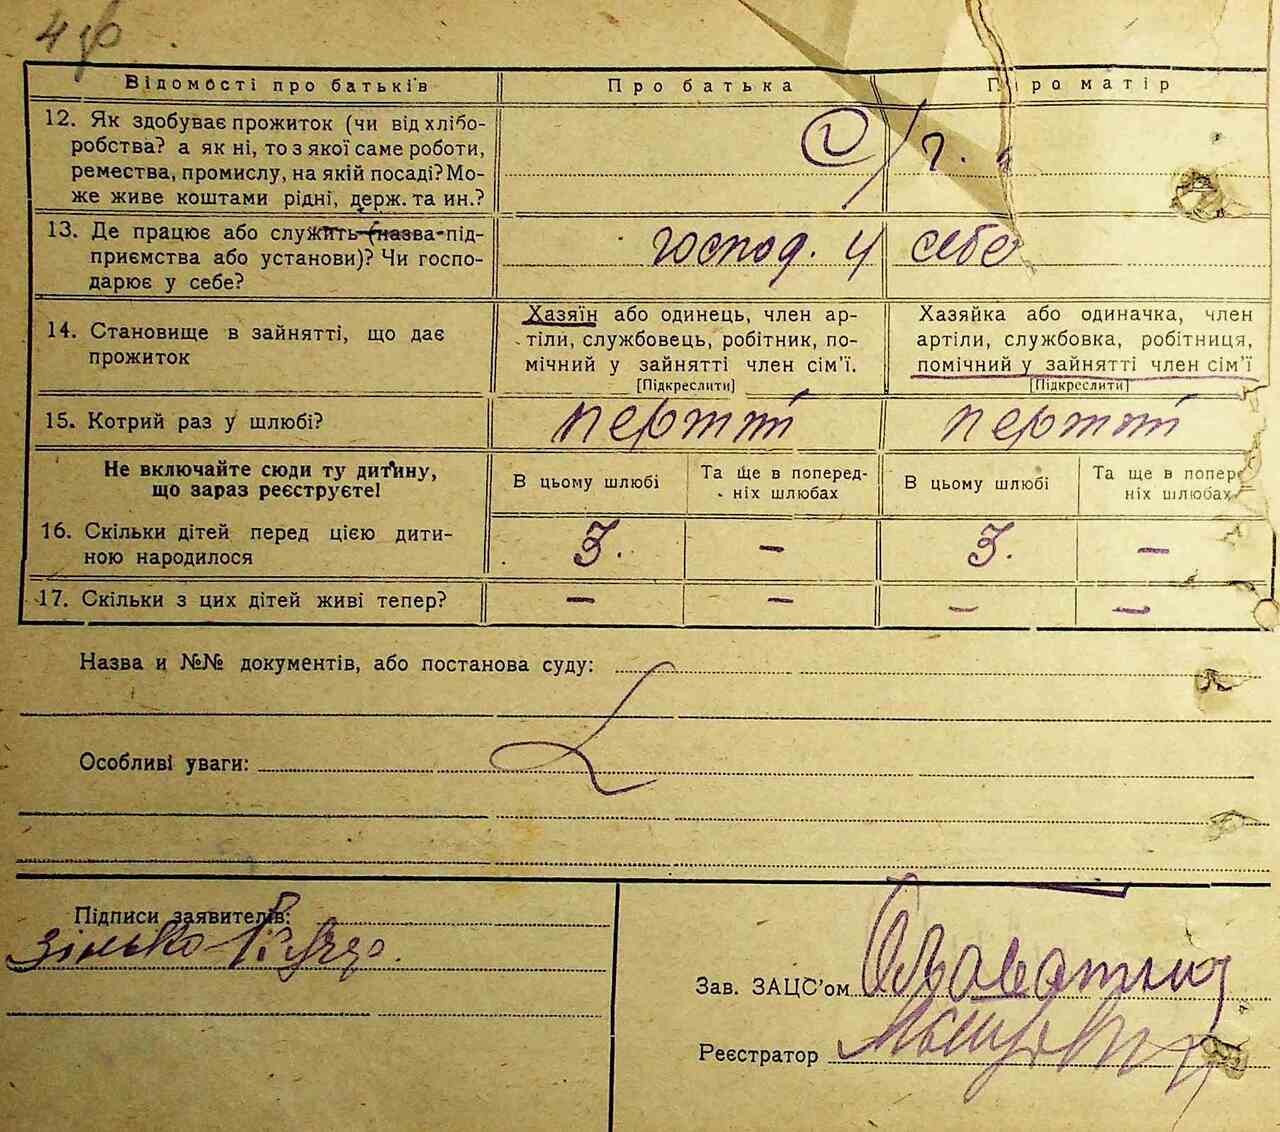 Відомості про батьків
Про батька
Про матір
12. Як здобуває прожиток (чи від хлібо-
робства? а як ні, то з якої саме роботи,
ремества, промислу, на якій посаді? Мо-
же живе коштами рідні, держ. та ин.?
13. Де працює або служить (назва під-
приємства або установи)? Чи госпо-
дарює у себе?
господ. у себе
14. Становище в зайнятті, що дає
прожиток
Хазяїн або одинець, член ар-
тіли, службовець, робітник, по-
мічний у зайнятті член сім'ї.
[Підкреслити]
Хазяйка або одиначка, член
артіли, службовка, робітниця,
помічний у зайнятті член сім'ї
[Підкреслити]
15. Котрий раз у шлюбі?
перший
перший
Не включайте сюди ту дитину,
що зараз реєструєте!
В цьому шлюбі
Та ще в поперед-
ніх шлюбах
В цьому шлюбі
Та ще в попер
ніх шлюбах
16. Скільки дітей перед цією дити-
ною народилося
3. - 3. -
17. Скільки з цих дітей живі тепер?
- - - -
Назва и №№ документів, або постанова суду:
Особливі уваги:
Підписи заявителів:
Зав. ЗАЦС'ом
Реєстратор